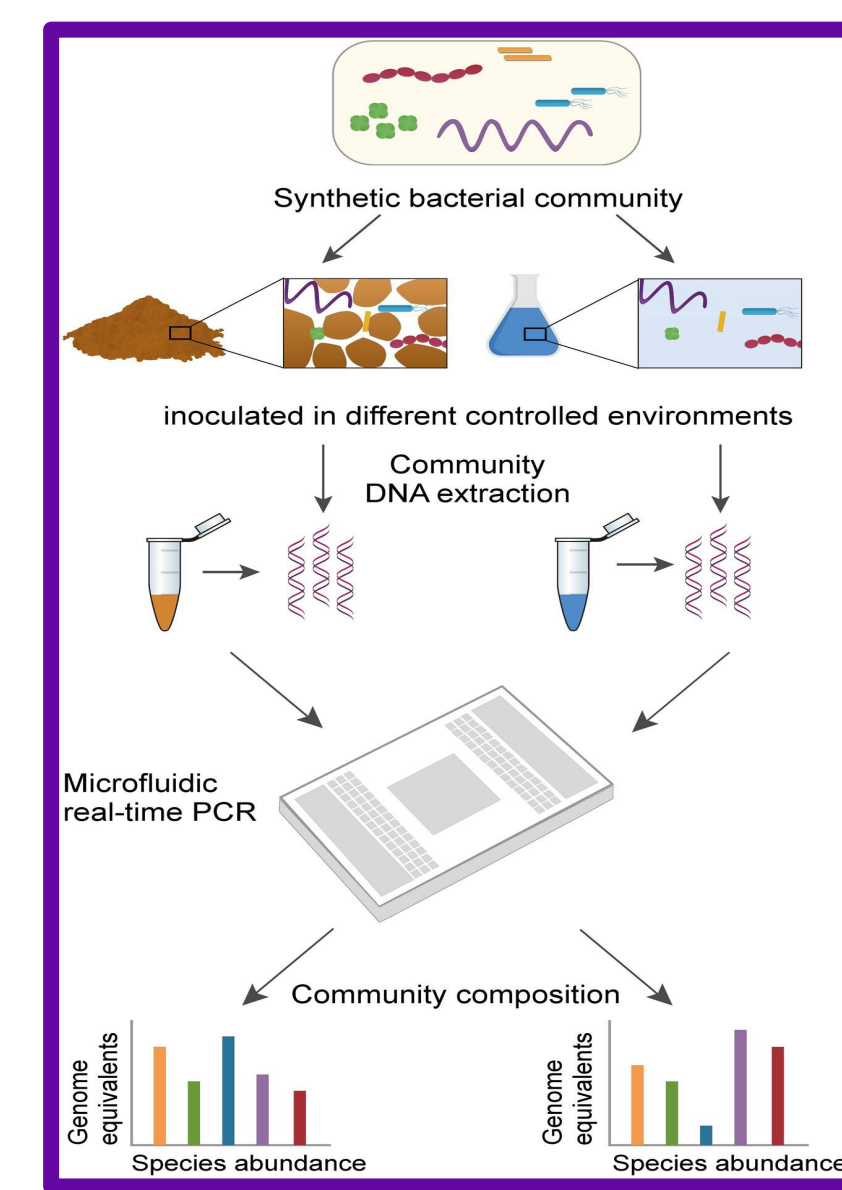 Synthetic bacterial community
inoculated in different controlled environments
Community
DNA extraction
Microfluidic
real-time PCR
Community composition
Genome
equivalents
Species abundance
Genome
equivalents
Species abundance